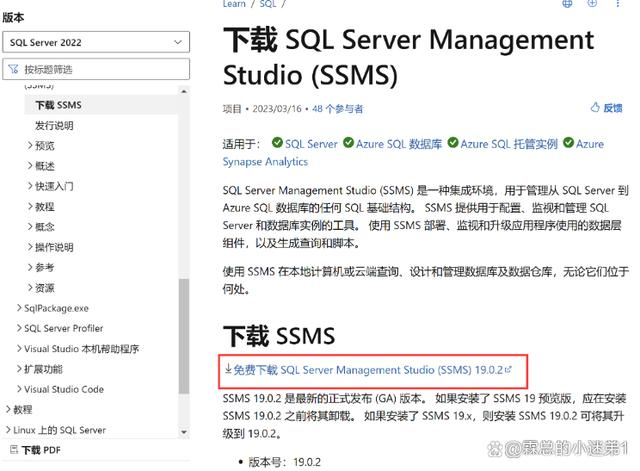 Learn / SQL /
版本
SQL Server 2022
按标题筛选
(SSMS)
下载 SSMS
发行说明
预览
概述
快速入门
教程
概念
操作说明
参考
资源
SqlPackage.exe
SQL Server Profiler
Visual Studio 本机帮助程序
扩展功能
Visual Studio Code
教程
Linux 上的 SQL Server
下载 PDF
下载 SQL Server Management
Studio (SSMS)
项目 • 2023/03/16 • 48 个参与者
反馈
适用于： SQL Server Azure SQL 数据库 Azure SQL 托管实例 Azure
Synapse Analytics
SQL Server Management Studio (SSMS) 是一种集成环境，用于管理从 SQL Server 到
Azure SQL 数据库的任何 SQL 基础结构。 SSMS 提供用于配置、监视和管理 SQL
Server 和数据库实例的工具。 使用 SSMS 部署、监视和升级应用程序使用的数据层
组件，以及生成查询和脚本。
使用 SSMS 在本地计算机或云端查询、设计和管理数据库及数据仓库，无论它们位于
何处。
下载 SSMS
免费下载 SQL Server Management Studio (SSMS) 19.0.2
SSMS 19.0.2 是最新的正式发布 (GA) 版本。 如果安装了 SSMS 19 预览版，应在安装
SSMS 19.0.2 之前将其卸载。 如果安装了 SSMS 19.x，则安装 SSMS 19.0.2 可将其升
级到 19.0.2。
• 版本号：19.0.2
霖总的小迷弟1